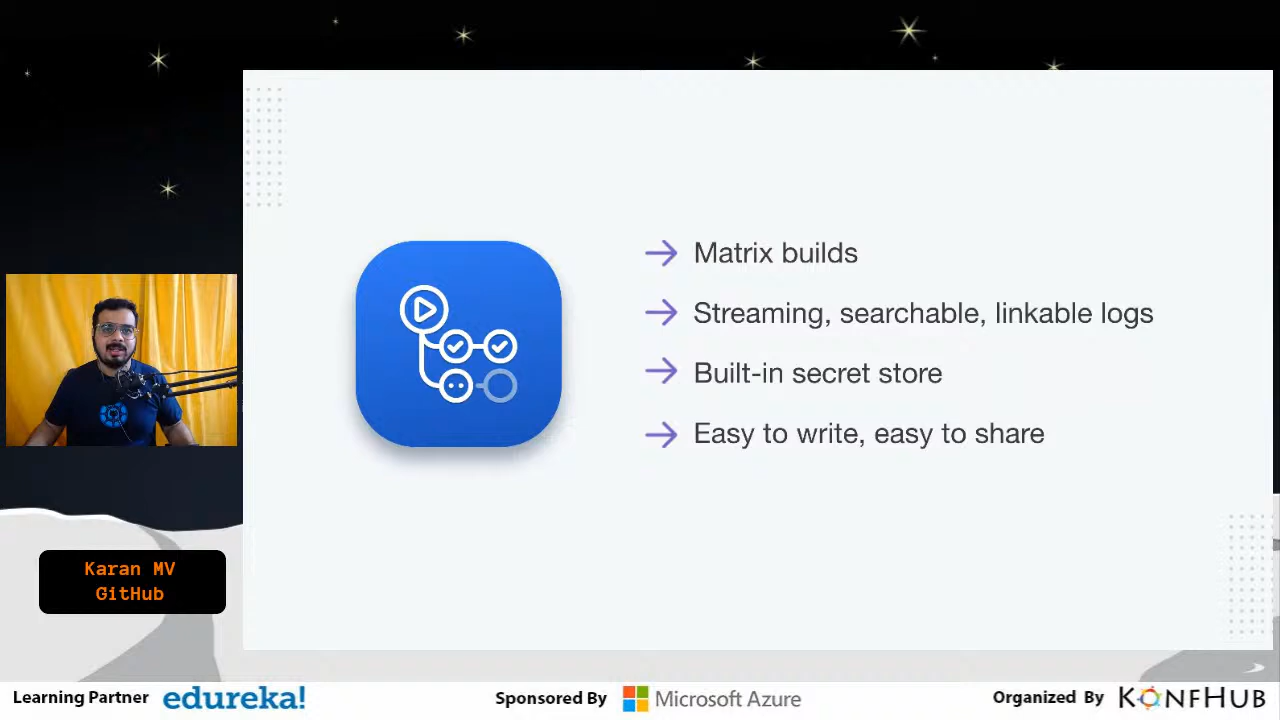 Matrix builds
Streaming, searchable, linkable logs
Built-in secret store
Easy to write, easy to share
Karan MV
GitHub
Learning Partner edureka!
Sponsored By Microsoft Azure
Organized By KONFHUB